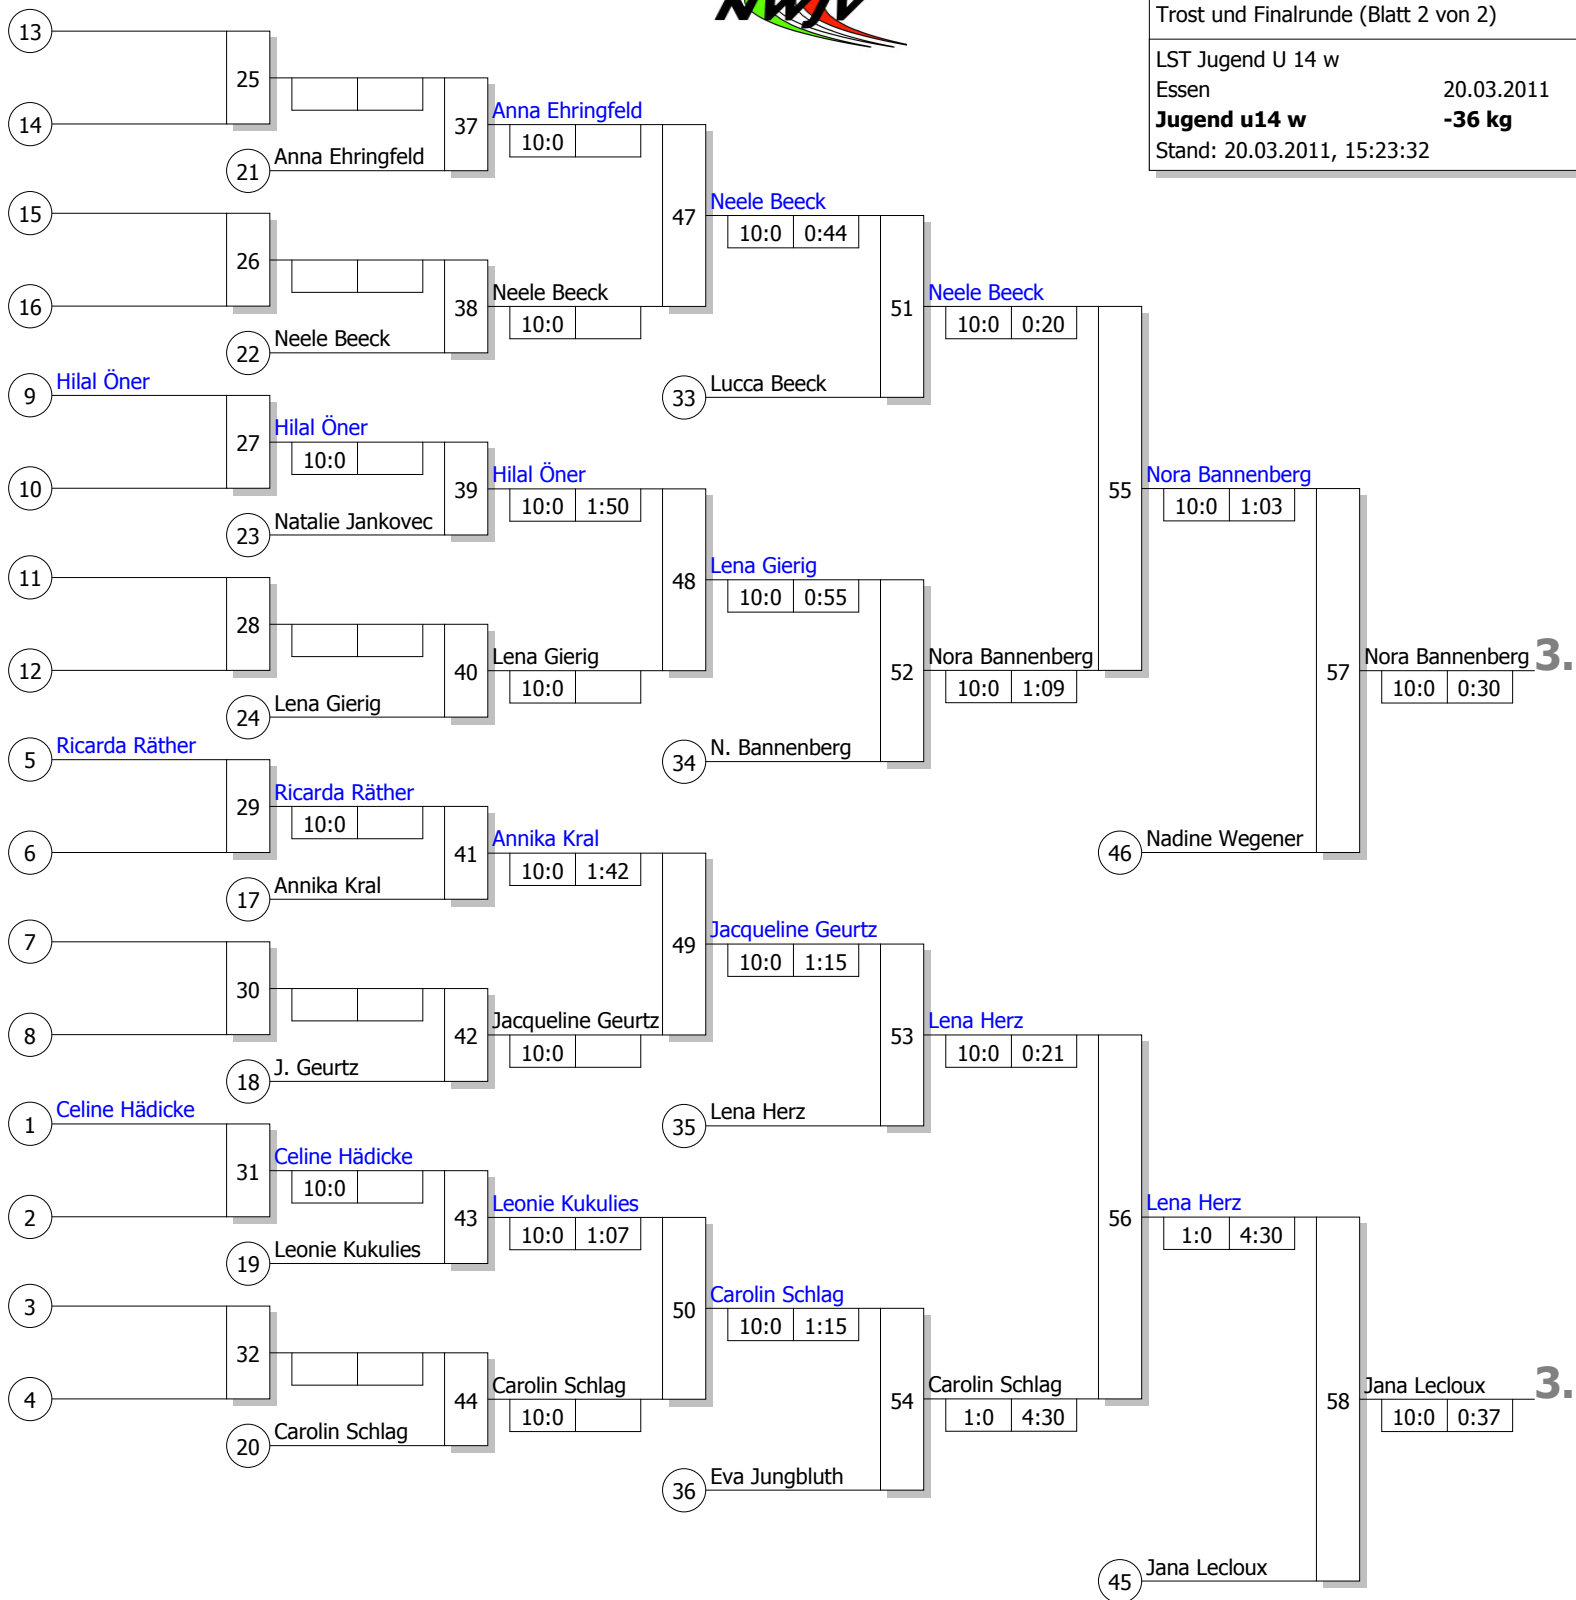 NWJV
Trost und Finalrunde (Blatt 2 von 2)
LST Jugend U 14 w
Essen 20.03.2011
Jugend u14 w -36 kg
Stand: 20.03.2011, 15:23:32
13
25
14
37
Anna Ehringfeld
10:0
21 Anna Ehringfeld
15
47
Neele Beeck
10:0 0:44
26
16
38
Neele Beeck
10:0
22 Neele Beeck
51
Neele Beeck
10:0 0:20
33 Lucca Beeck
9 Hilal Öner
27
Hilal Öner
10:0
10
39
Hilal Öner
10:0 1:50
23 Natalie Jankovec
55
Nora Bannenberg
10:0 1:03
11
48
Lena Gierig
10:0 0:55
28
12
40
Lena Gierig
10:0
24 Lena Gierig
52
Nora Bannenberg
10:0 1:09
34 N. Bannenberg
57
Nora Bannenberg 3.
10:0 0:30
5 Ricarda Räther
29
Ricarda Räther
10:0
6
41
Annika Kral
10:0 1:42
17 Annika Kral
46 Nadine Wegener
7
49
Jacqueline Geurtz
10:0 1:15
30
8
42
Jacqueline Geurtz
10:0
18 J. Geurtz
53
Lena Herz
10:0 0:21
35 Lena Herz
1 Celine Hädicke
31
Celine Hädicke
10:0
2
43
Leonie Kukulies
10:0 1:07
19 Leonie Kukulies
56
Lena Herz
1:0 4:30
3
50
Carolin Schlag
10:0 1:15
32
4
44
Carolin Schlag
10:0
20 Carolin Schlag
54
Carolin Schlag
1:0 4:30
36 Eva Jungbluth
58
Jana Lecloux 3.
10:0 0:37
45 Jana Lecloux